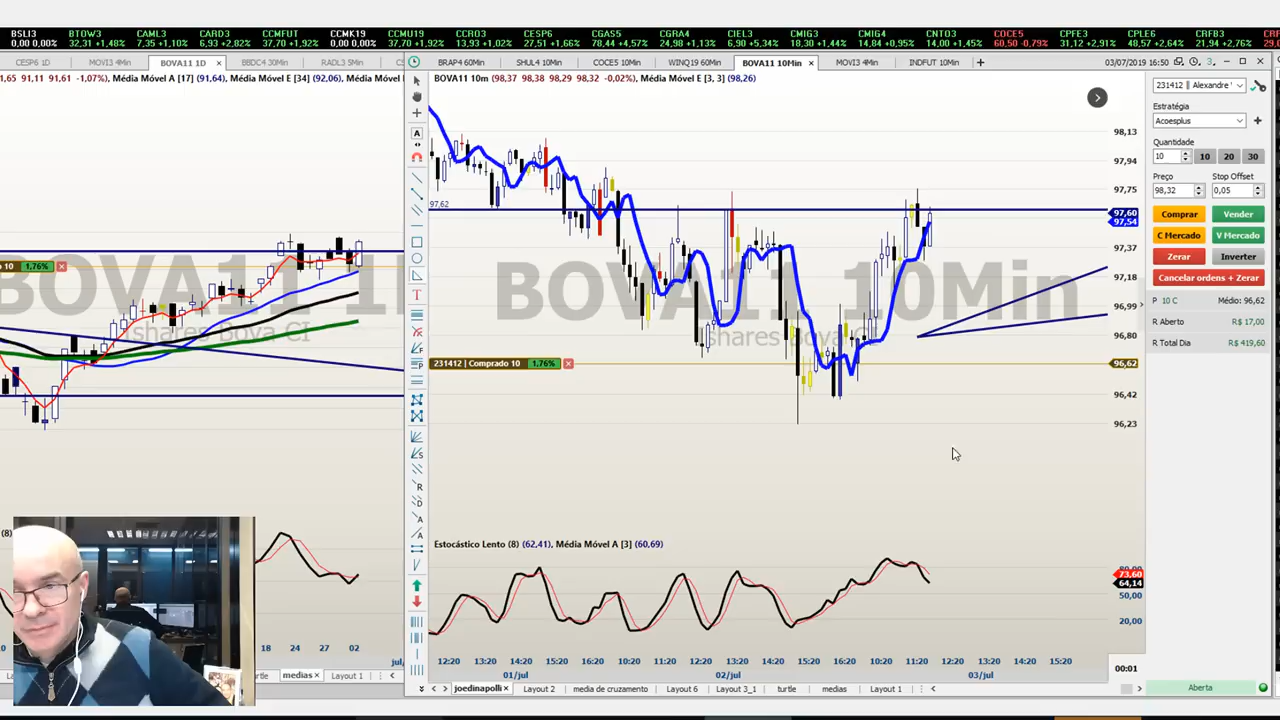 BSLI3 BTOW3 CAML3 CARD3 CCMFUT CCMK19 CCMU19 CCRO3 CESP6 CGAS5 CGRA4 CIEL3 CMIG3 CMIG4 CNTO3 COCE5 CPFE3 CPLE6 CRFB3
0,00 0,00% 32,31 +1,48% 7,35 +1,10% 6,93 +2,82% 37,70 +1,92% 0,00 0,00% 37,70 +1,92% 13,93 +1,02% 27,51 +1,66% 78,44 +4,57% 24,98 +1,13% 6,90 +5,34% 18,30 +1,44% 14,84 +0,95% 14,00 +1,45% 60,50 -0,79% 31,12 +2,91% 48,57 +2,64% 21,94 +2,76%
CESP6 1D MOVI3 4Min BOVA11 1D × BBDC4 30Min RADL3 5Min
BRAP4 60Min SHUL4 10Min COCE5 10Min WINQ19 60Min BOVA11 10Min × MOVI3 4Min INDFUT 10Min + 03/07/2019 16:50
91,11 91,61 -1,07%) Média Móvel A [17] (91,64) Média Móvel E [34] (92,06) Média Móvel
BOVA11 10m (98,37 98,38 98,29 98,32 -0,02%) Média Móvel E [3, 3] (98,26)
231412 || Alexandre
Estratégia
Acoesplus
Quantidade
10 10 20 30
Preço Stop Offset
98,32 0,05
Comprar Vender
C Mercado V Mercado
Zerar Inverter
Cancelar ordens + Zerar
P 10 C Médio: 96,62
R Aberto R$ 17,00
R Total Dia R$ 419,60
98,13
97,94
97,75
97,62
97,60
97,54
97,37
97,18
96,99
96,80
96,62
96,42
96,23
10 1,76%
BOVA11 1
Ishares Bova CI
BOVA11 10Min
Ishares Bova CI
231412 | Comprado 10 1,76%
Estocástico Lento (8) (62,41) Média Móvel A [3] (60,69)
(8)
73,60
64,14
50,00
20,00
18 24 27 02
12:20 13:20 14:20 15:20 16:20 10:20 11:20 12:20 13:20 14:20 15:20 16:20 10:20 11:20 12:20 13:20 14:20 15:20
01/jul 02/jul 03/jul
00:01
Turtle medias × Layout 1
joedinapolli × Layout 2 media de cruzamento Layout 6 Layout 3_1 turtle medias Layout 1
Aberta